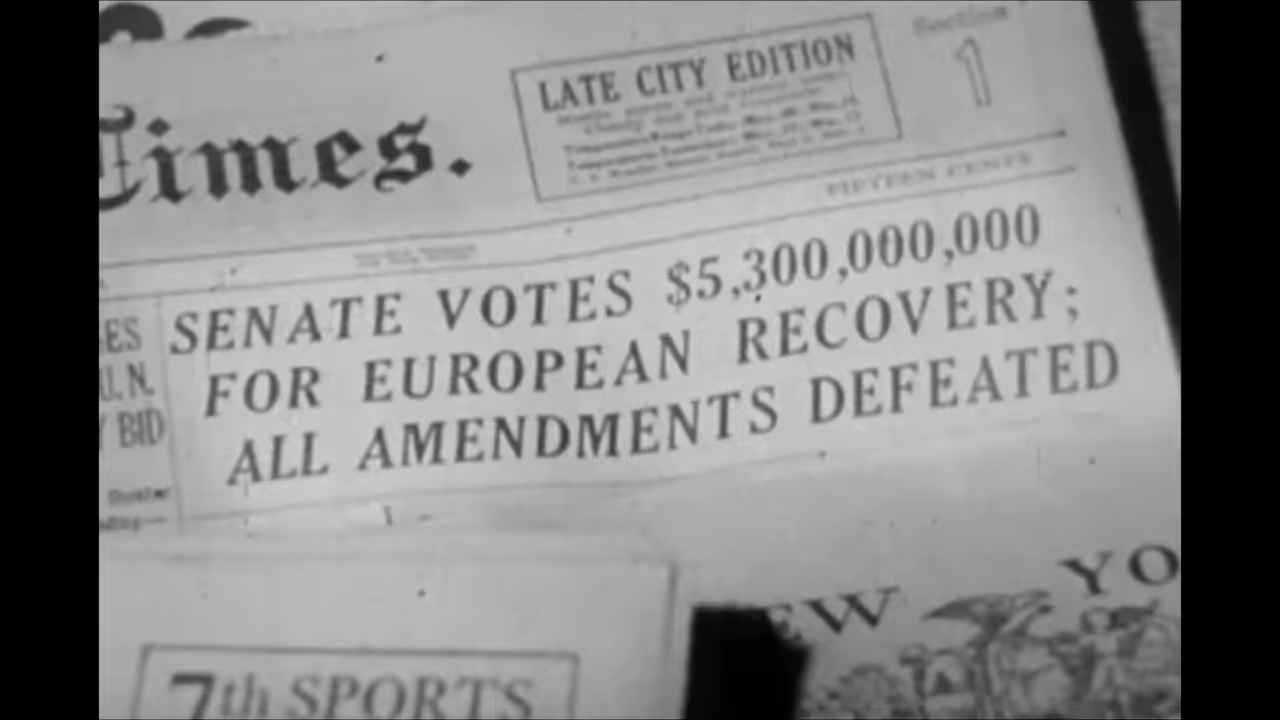 Times.
LATE CITY EDITION
Section
1
FIFTEEN CENTS
SENATE VOTES $5,300,000,000
FOR EUROPEAN RECOVERY;
ALL AMENDMENTS DEFEATED
ES
U.N.
BID
7th SPORTS
EW YO